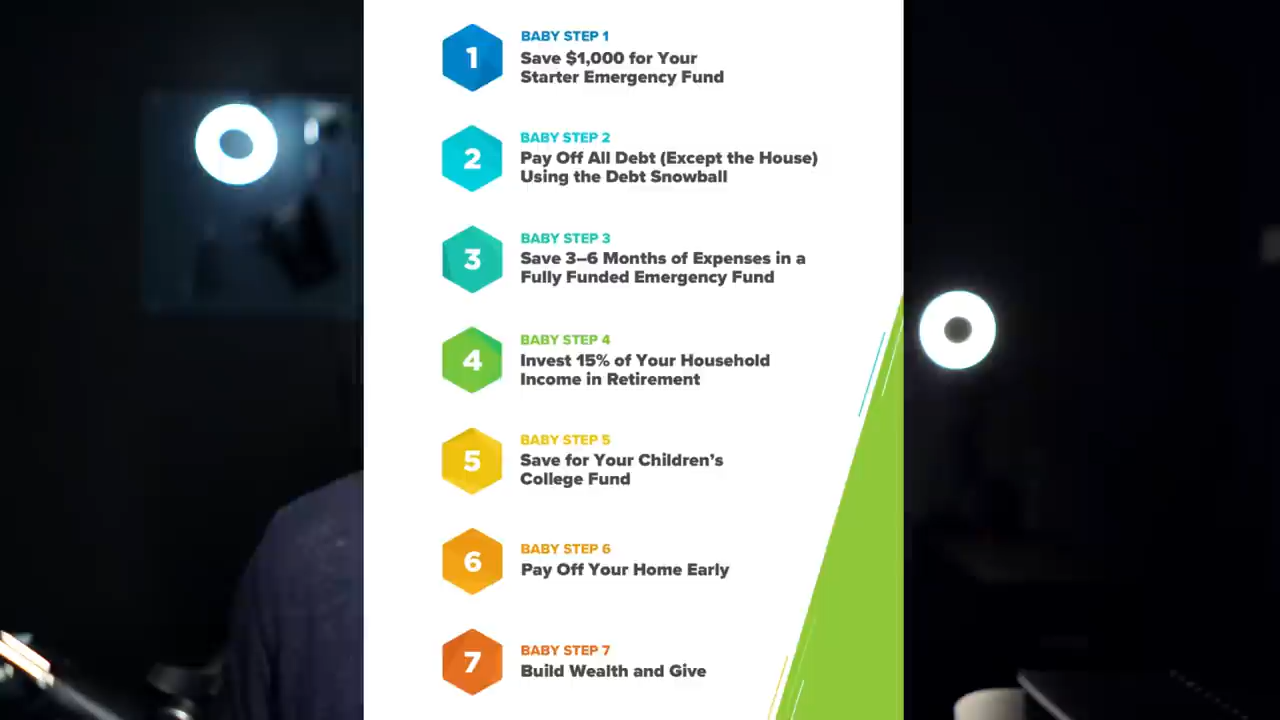 1
BABY STEP 1
Save $1,000 for Your
Starter Emergency Fund
2
BABY STEP 2
Pay Off All Debt (Except the House)
Using the Debt Snowball
3
BABY STEP 3
Save 3–6 Months of Expenses in a
Fully Funded Emergency Fund
4
BABY STEP 4
Invest 15% of Your Household
Income in Retirement
5
BABY STEP 5
Save for Your Children’s
College Fund
6
BABY STEP 6
Pay Off Your Home Early
7
BABY STEP 7
Build Wealth and Give